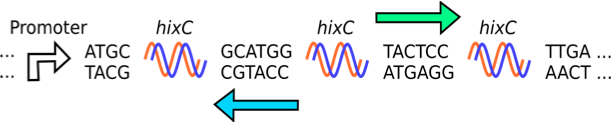 Promoter hixC hixC hixC
... ATGC GCATGG TACTCC TTGA ...
... TACG CGTACC ATGAGG AACT ...